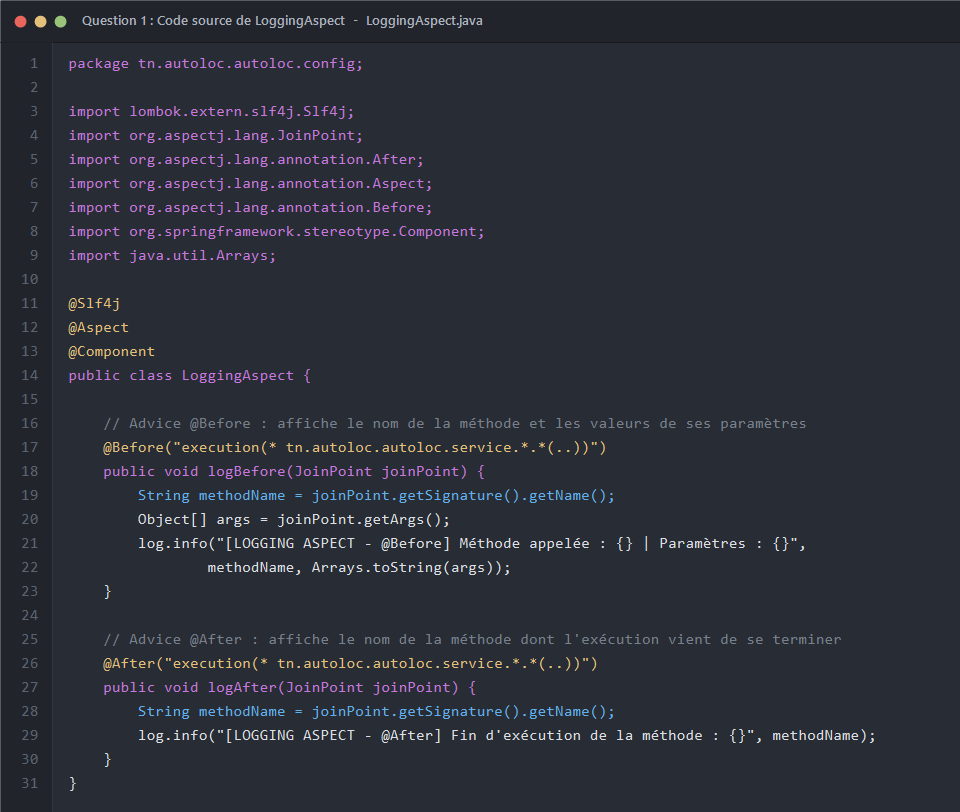 Question 1 : Code source de LoggingAspect - LoggingAspect.java
1 package tn.autoloc.autoloc.config;
2
3 import lombok.extern.slf4j.Slf4j;
4 import org.aspectj.lang.JoinPoint;
5 import org.aspectj.lang.annotation.After;
6 import org.aspectj.lang.annotation.Aspect;
7 import org.aspectj.lang.annotation.Before;
8 import org.springframework.stereotype.Component;
9 import java.util.Arrays;
10
11 @Slf4j
12 @Aspect
13 @Component
14 public class LoggingAspect {
15
16     // Advice @Before : affiche le nom de la méthode et les valeurs de ses paramètres
17     @Before("execution(* tn.autoloc.autoloc.service.*.*(..))")
18     public void logBefore(JoinPoint joinPoint) {
19         String methodName = joinPoint.getSignature().getName();
20         Object[] args = joinPoint.getArgs();
21         log.info("[LOGGING ASPECT - @Before] Méthode appelée : {} | Paramètres : {}",
22                 methodName, Arrays.toString(args));
23     }
24
25     // Advice @After : affiche le nom de la méthode dont l'exécution vient de se terminer
26     @After("execution(* tn.autoloc.autoloc.service.*.*(..))")
27     public void logAfter(JoinPoint joinPoint) {
28         String methodName = joinPoint.getSignature().getName();
29         log.info("[LOGGING ASPECT - @After] Fin d'exécution de la méthode : {}", methodName);
30     }
31 }